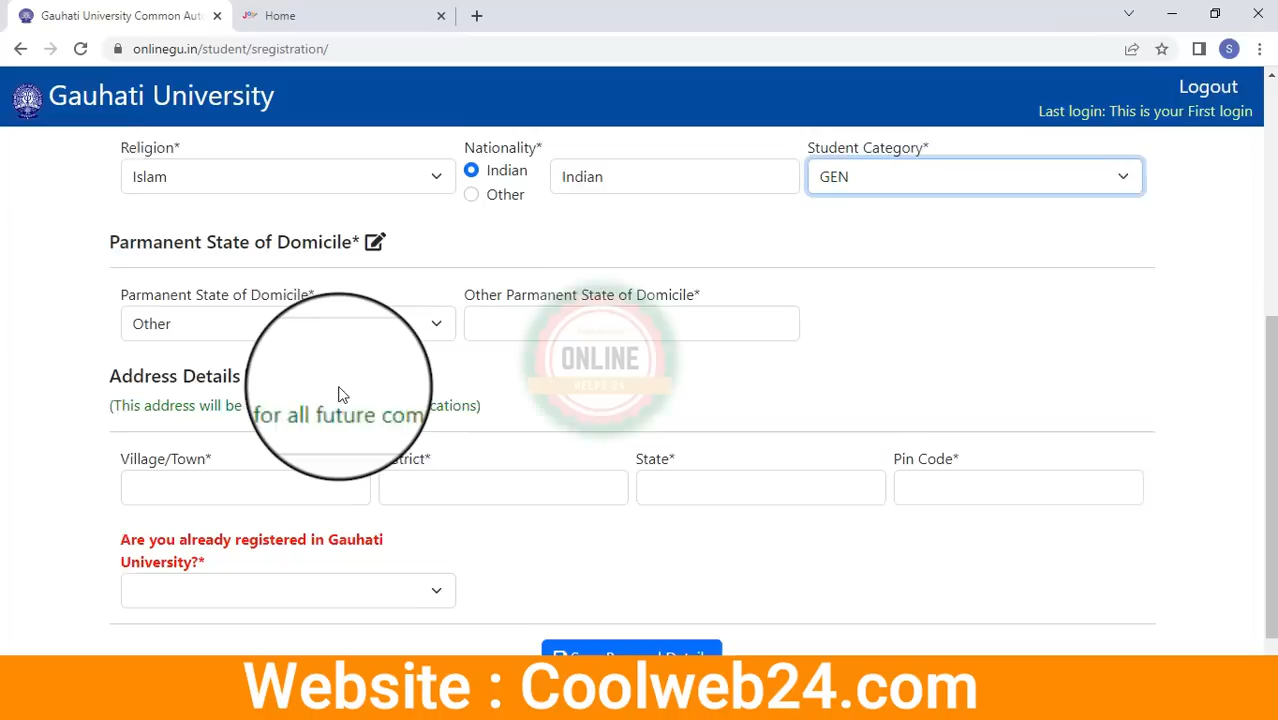 Gauhati University Common Auto
Home
onlinegu.in/student/sregistration/
S
Gauhati University
Logout
Last login: This is your First login
Religion*
Nationality*
Student Category*
Islam
Indian
Indian
GEN
Other
Parmanent State of Domicile*
Parmanent State of Domicile*
Other Parmanent State of Domicile*
Other
ONLINE
HELPS 24
Address Details
(This address will be for all future com cations)
Village/Town*
trict*
State*
Pin Code*
Are you already registered in Gauhati
University?*
Website : Coolweb24.com